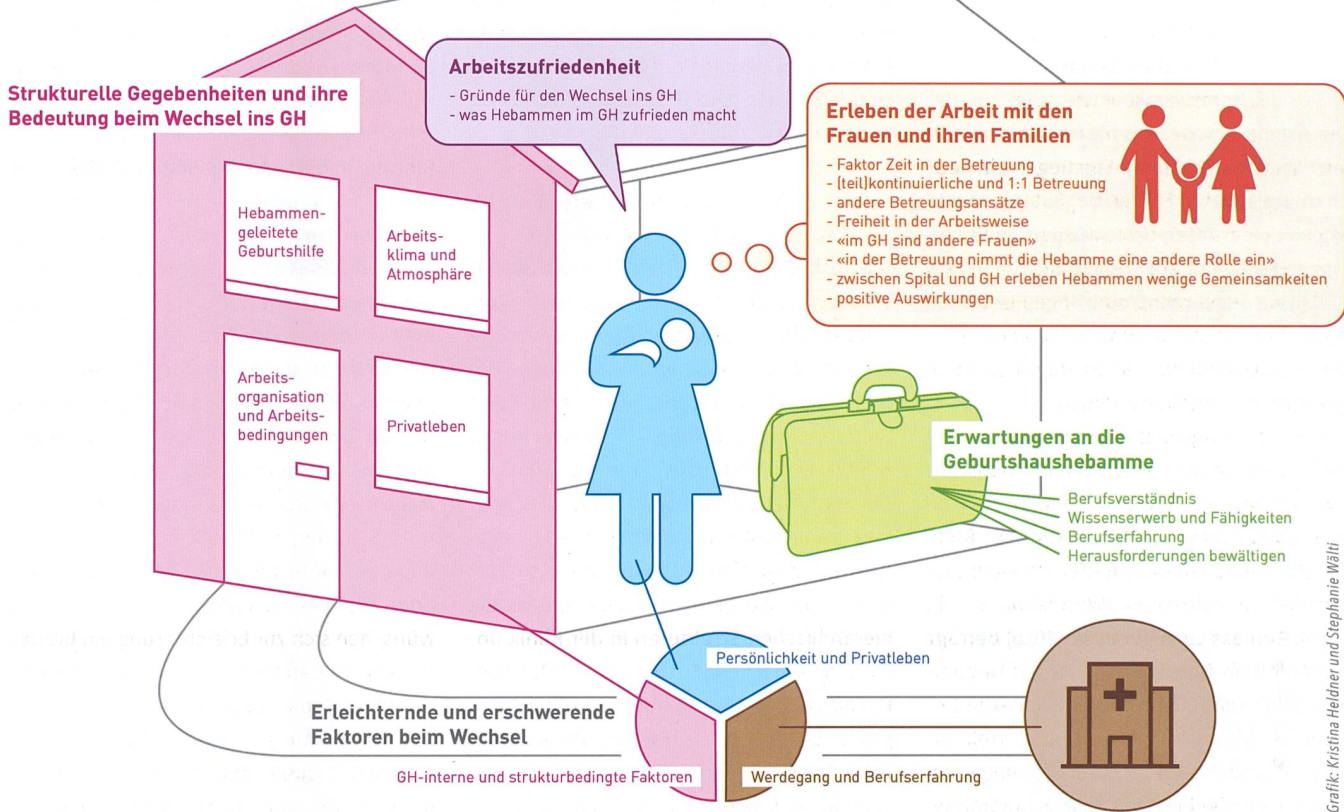 Strukturelle Gegebenheiten und ihre
Bedeutung beim Wechsel ins GH
Arbeitszufriedenheit
- Gründe für den Wechsel ins GH
- was Hebammen im GH zufrieden macht
Erleben der Arbeit mit den
Frauen und ihren Familien
- Faktor Zeit in der Betreuung
- (teil)kontinuierliche und 1:1 Betreuung
- andere Betreuungsansätze
- Freiheit in der Arbeitsweise
- «im GH sind andere Frauen»
- «in der Betreuung nimmt die Hebamme eine andere Rolle ein»
- zwischen Spital und GH erleben Hebammen wenige Gemeinsamkeiten
- positive Auswirkungen
Hebammen-
geleitete
Geburtshilfe
Arbeits-
klima und
Atmosphäre
Arbeits-
organisation
und Arbeits-
bedingungen
Privatleben
Erwartungen an die
Geburtshaushebamme
Berufsverständnis
Wissenserwerb und Fähigkeiten
Berufserfahrung
Herausforderungen bewältigen
Persönlichkeit und Privatleben
Erleichternde und erschwerende
Faktoren beim Wechsel
GH-interne und strukturbedingte Faktoren
Werdegang und Berufserfahrung
Grafik: Kristina Heldner und Stephanie Wälti